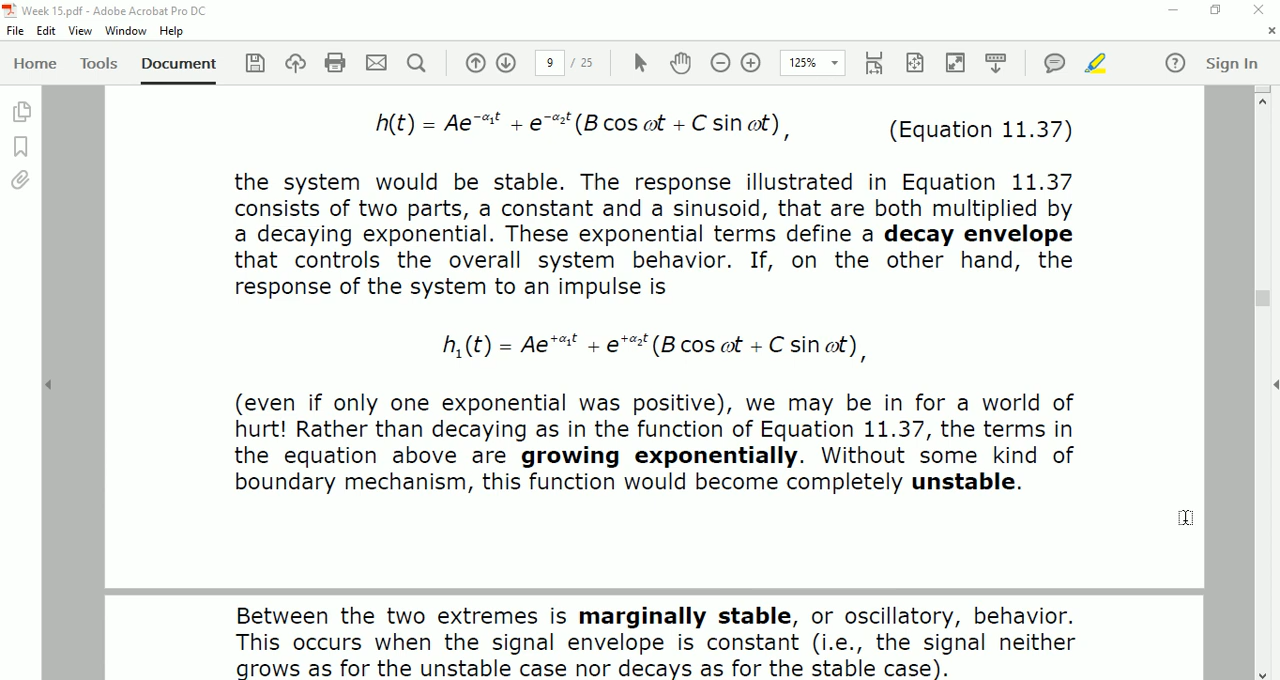 Week 15.pdf - Adobe Acrobat Pro DC
File Edit View Window Help
Home Tools Document 9 / 25 125% Sign In
h(t) = Ae^{-α₁t} + e^{-α₂t}(B cos ωt + C sin ωt), (Equation 11.37)
the system would be stable. The response illustrated in Equation 11.37
consists of two parts, a constant and a sinusoid, that are both multiplied by
a decaying exponential. These exponential terms define a decay envelope
that controls the overall system behavior. If, on the other hand, the
response of the system to an impulse is
h₁(t) = Ae^{+α₁t} + e^{+α₂t}(B cos ωt + C sin ωt),
(even if only one exponential was positive), we may be in for a world of
hurt! Rather than decaying as in the function of Equation 11.37, the terms in
the equation above are growing exponentially. Without some kind of
boundary mechanism, this function would become completely unstable.
Between the two extremes is marginally stable, or oscillatory, behavior.
This occurs when the signal envelope is constant (i.e., the signal neither
grows as for the unstable case nor decays as for the stable case).